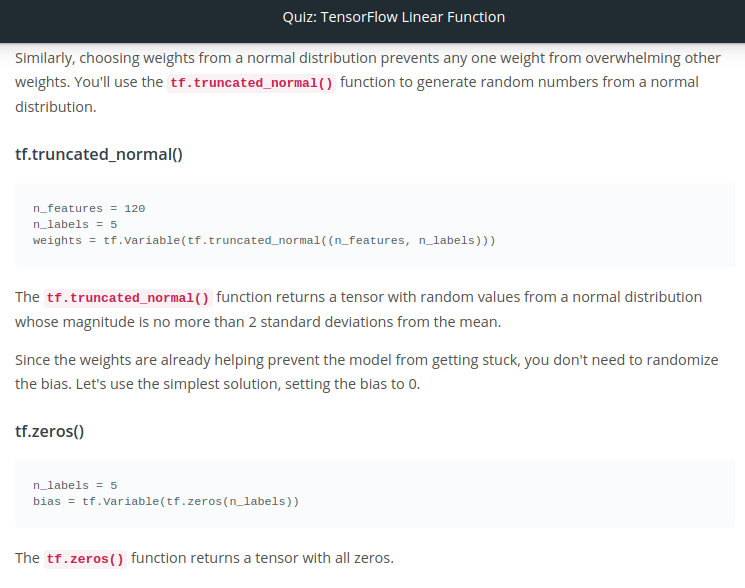 Quiz: TensorFlow Linear Function
Similarly, choosing weights from a normal distribution prevents any one weight from overwhelming other
weights. You'll use the tf.truncated_normal() function to generate random numbers from a normal
distribution.
tf.truncated_normal()
n_features = 120
n_labels = 5
weights = tf.Variable(tf.truncated_normal((n_features, n_labels)))
The tf.truncated_normal() function returns a tensor with random values from a normal distribution
whose magnitude is no more than 2 standard deviations from the mean.
Since the weights are already helping prevent the model from getting stuck, you don't need to randomize
the bias. Let's use the simplest solution, setting the bias to 0.
tf.zeros()
n_labels = 5
bias = tf.Variable(tf.zeros(n_labels))
The tf.zeros() function returns a tensor with all zeros.